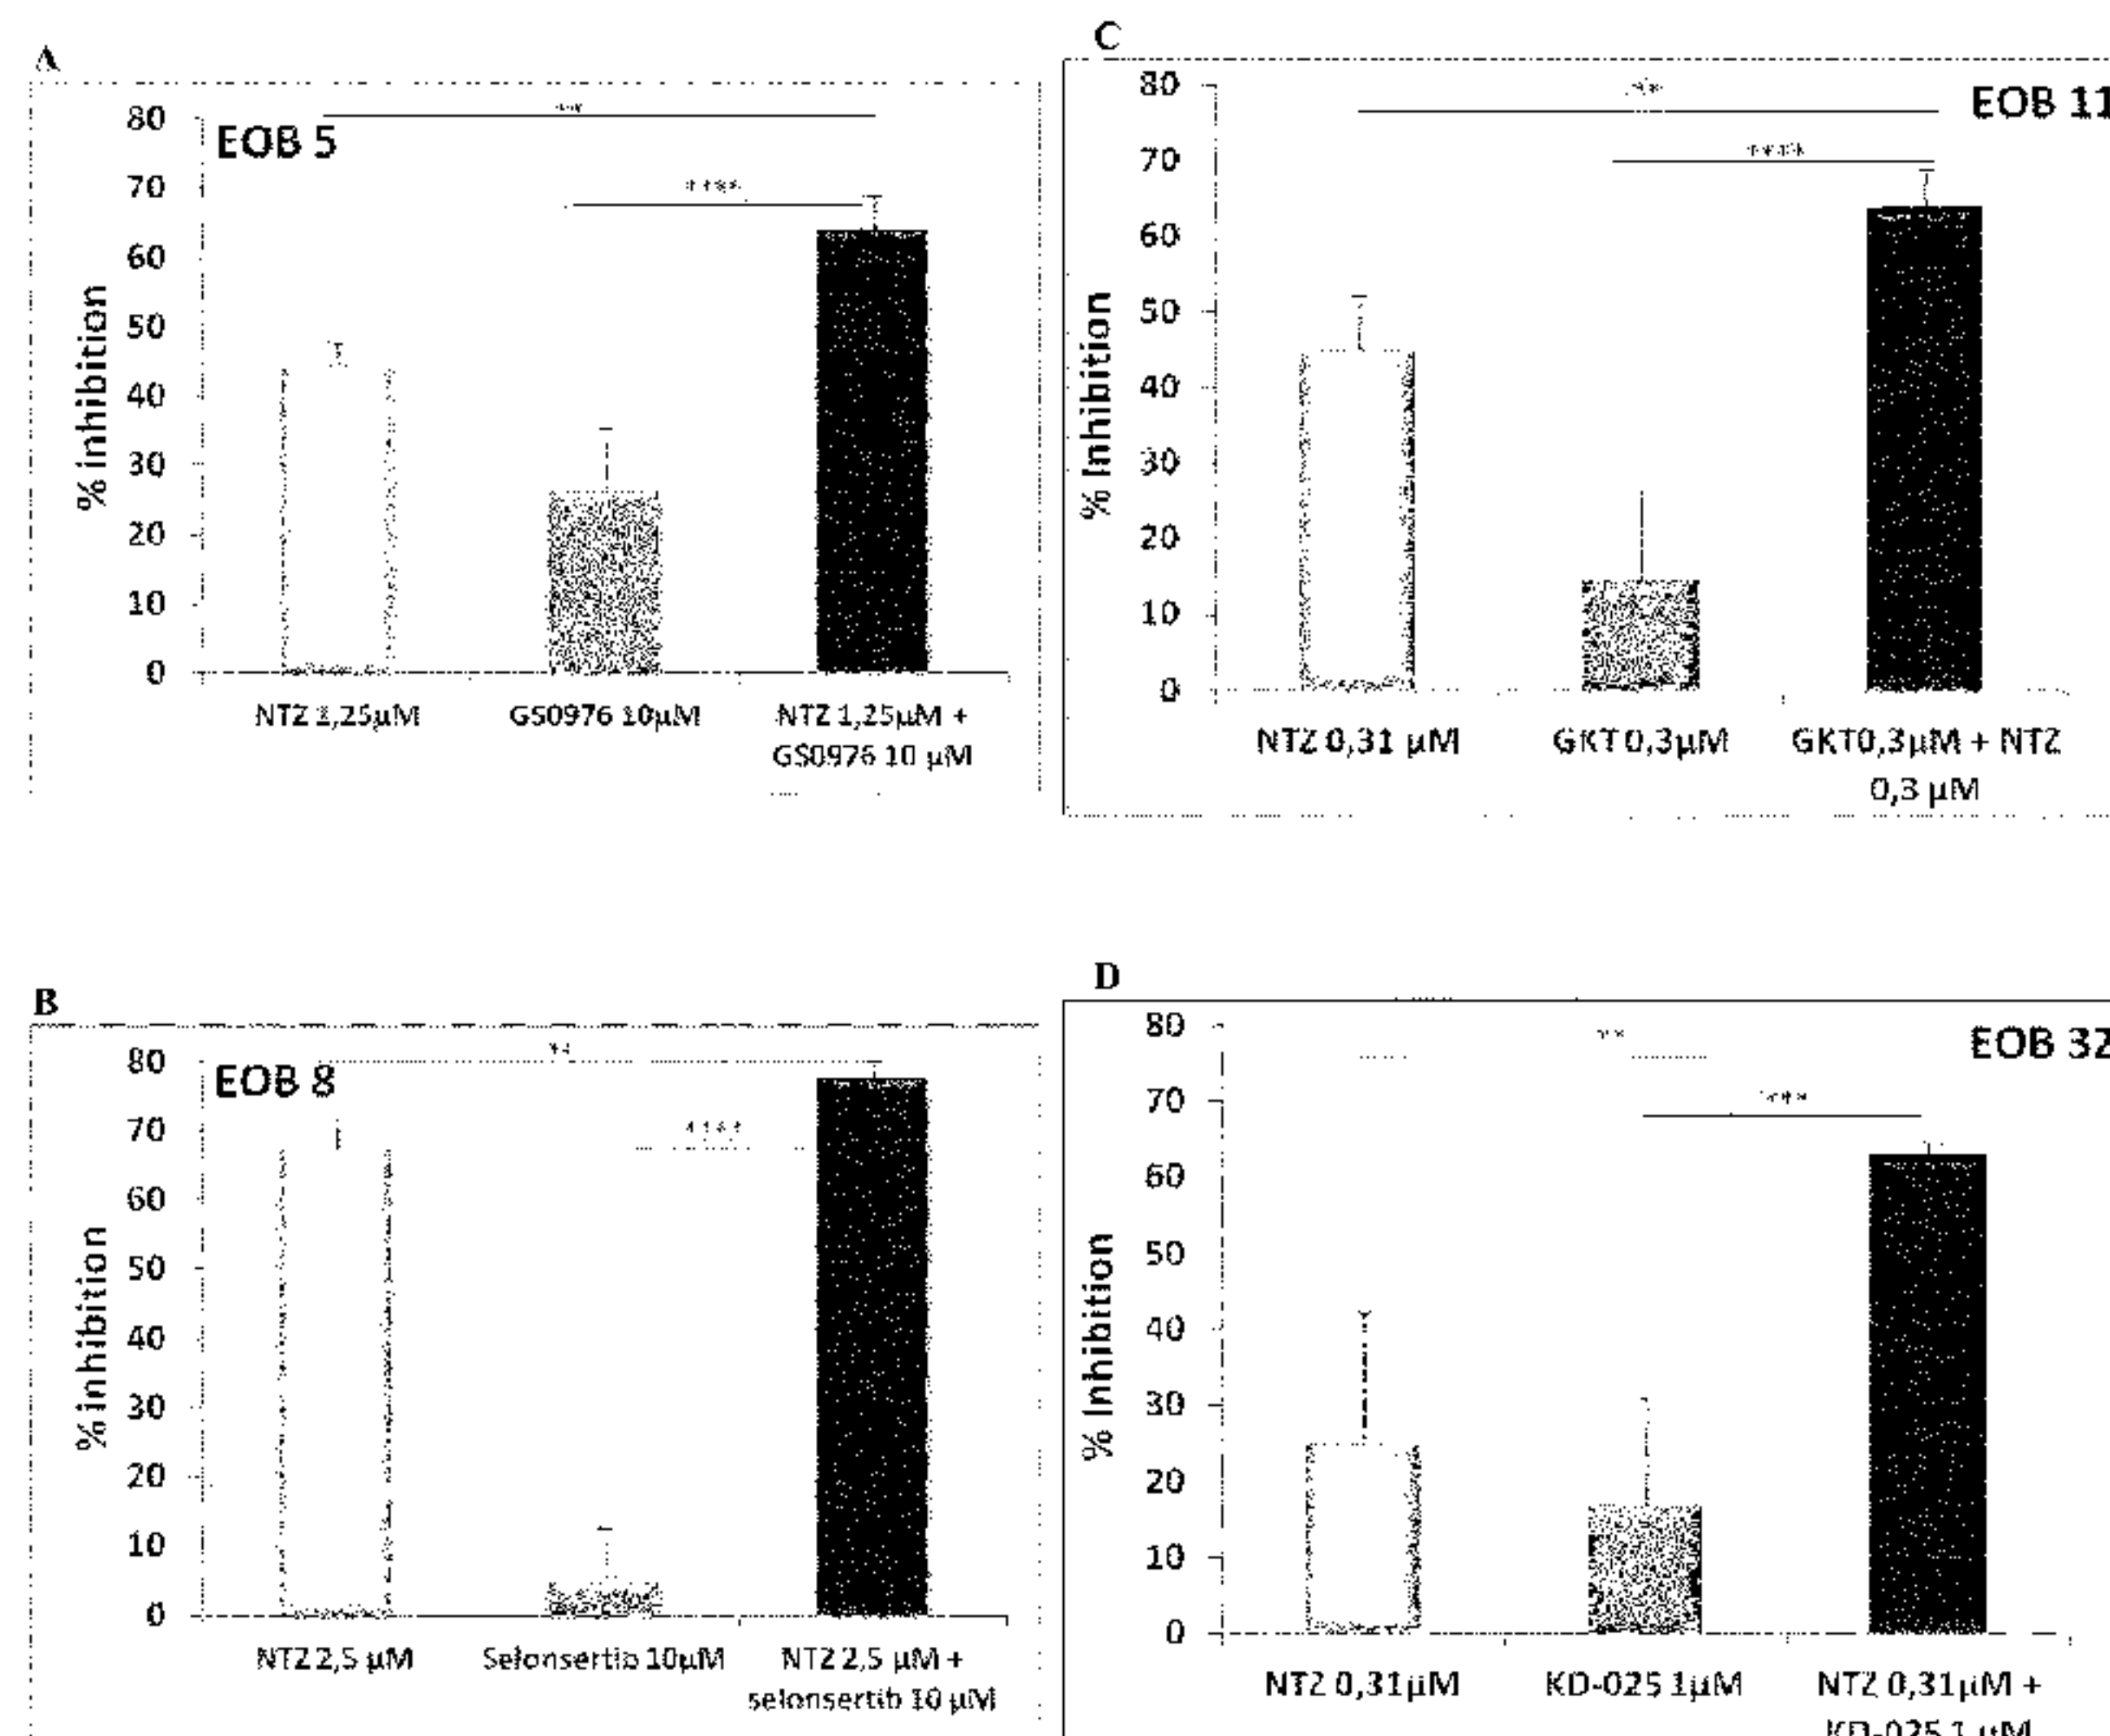 A
80
70
60
50
40
30
20
10
0
% inhibition
EOB 5
**
NTZ 1,25µM
GS0976 10µM
NTZ 1,25µM +
GS0976 10 µM
C
80
70
60
50
40
30
20
10
0
% Inhibition
EOB 11
**
****
NTZ 0,31 µM
GKT 0,3µM
GKT0,3µM + NTZ
0,3 µM
B
80
70
60
50
40
30
20
10
0
% inhibition
EOB 8
NTZ 2,5 µM
Selonsertib 10µM
NTZ 2,5 µM +
selonsertib 10 µM
D
80
70
60
50
40
30
20
10
0
% Inhibition
EOB 32
**
NTZ 0,31µM
KD-025 1µM
NTZ 0,31µM +
KD-025 1 µM